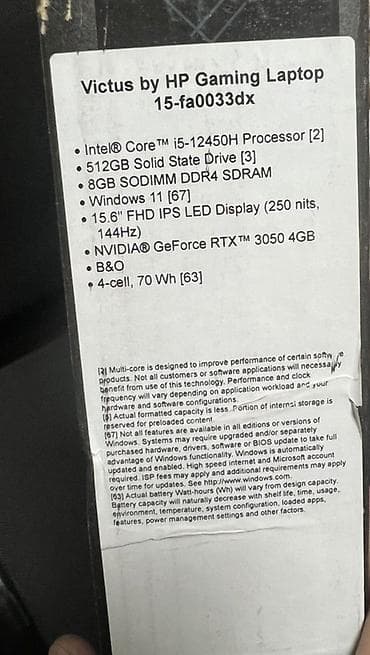 Victus by HP Gaming Laptop
15-fa0033dx
• Intel® Core™ i5-12450H Processor [2]
• 512GB Solid State Drive [3]
• 8GB SODIMM DDR4 SDRAM
• Windows 11 [67]
• 15.6" FHD IPS LED Display (250 nits,
144Hz)
• NVIDIA® GeForce RTX™ 3050 4GB
• B&O
• 4-cell, 70 Wh [63]
[2] Multi-core is designed to improve performance of certain software
products. Not all customers or software applications will necessarily
benefit from use of this technology. Performance and clock
frequency will vary depending on application workload and your
hardware and software configurations.
[3] Actual formatted capacity is less. Portion of internal storage is
reserved for preloaded content.
[67] Not all features are available in all editions or versions of
Windows. Systems may require upgraded and/or separately
purchased hardware, drivers, software or BIOS update to take full
advantage of Windows functionality. Windows is automatically
updated and enabled. High speed internet and Microsoft account
required. ISP fees may apply and additional requirements may apply
over time for updates. See http://www.windows.com.
[63] Actual battery Watt-hours (Wh) will vary from design capacity.
Battery capacity will naturally decrease with shelf life, time, usage,
environment, temperature, system configuration, loaded apps,
features, power management settings and other factors.